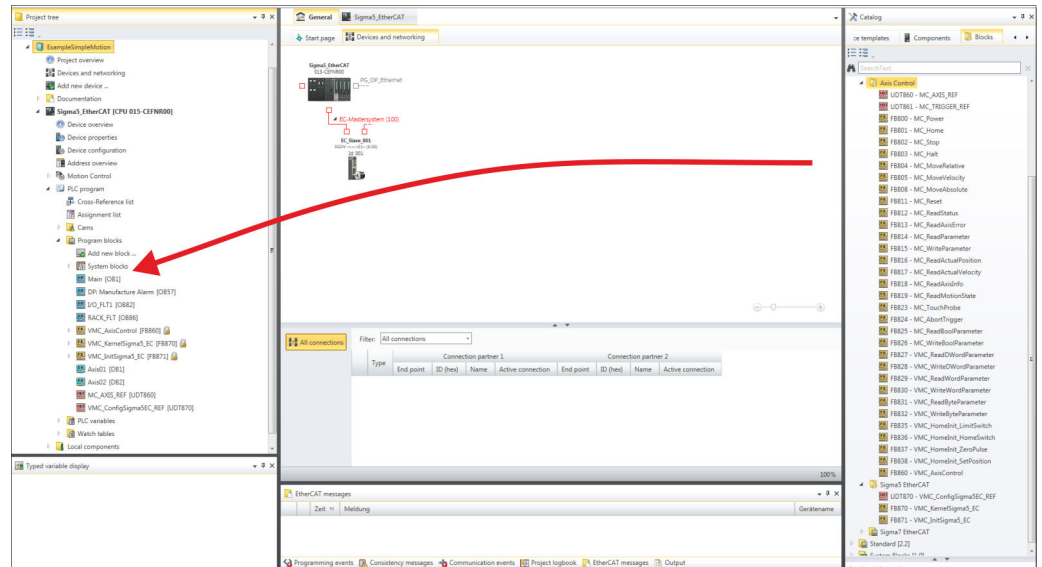 Project tree
ExampleSimpleMotion
Project overview
Devices and networking
Add new device ...
Documentation
Sigma5_EtherCAT [CPU 015-CEFNR00]
Device overview
Device properties
Device configuration
Address overview
Motion Control
PLC program
Cross-Reference list
Assignment list
Cams
Program blocks
Add new block ...
System blocks
Main [OB1]
DP: Manufacture Alarm [OB57]
I/O_FLT1 [OB82]
RACK_FLT [OB86]
VMC_AxisControl [FB860]
VMC_KernelSigma5_EC [FB870]
VMC_InitSigma5_EC [FB871]
Axis01 [DB1]
Axis02 [DB2]
MC_AXIS_REF [UDT860]
VMC_ConfigSigma5EC_REF [UDT870]
PLC variables
Watch tables
Local components
Typed variable display
General
Sigma5_EtherCAT
Start page
Devices and networking
Sigma5_EtherCAT
015-CEFNR00
PG_OP_Ethernet
EC-Mastersystem (100)
EC_Slave_001
Id 001
All connections
Filter: All connections
Type
Connection partner 1
Connection partner 2
End point
ID (hex)
Name
Active connection
End point
ID (hex)
Name
Active connection
100%
EtherCAT messages
Zeit
Meldung
Gerätename
Programming events
Consistency messages
Communication events
Project logbook
EtherCAT messages
Output
Catalog
ce templates
Components
Blocks
SearchText
Axis Control
UDT860 - MC_AXIS_REF
UDT861 - MC_TRIGGER_REF
FB800 - MC_Power
FB801 - MC_Home
FB802 - MC_Stop
FB803 - MC_Halt
FB804 - MC_MoveRelative
FB805 - MC_MoveVelocity
FB808 - MC_MoveAbsolute
FB811 - MC_Reset
FB812 - MC_ReadStatus
FB813 - MC_ReadAxisError
FB814 - MC_ReadParameter
FB815 - MC_WriteParameter
FB816 - MC_ReadActualPosition
FB817 - MC_ReadActualVelocity
FB818 - MC_ReadAxisInfo
FB819 - MC_ReadMotionState
FB823 - MC_TouchProbe
FB824 - MC_AbortTrigger
FB825 - MC_ReadBoolParameter
FB826 - MC_WriteBoolParameter
FB827 - VMC_ReadDWordParameter
FB828 - VMC_WriteDWordParameter
FB829 - VMC_ReadWordParameter
FB830 - VMC_WriteWordParameter
FB831 - VMC_ReadByteParameter
FB832 - VMC_WriteByteParameter
FB835 - VMC_HomeInit_LimitSwitch
FB836 - VMC_HomeInit_HomeSwitch
FB837 - VMC_HomeInit_ZeroPulse
FB838 - VMC_HomeInit_SetPosition
FB860 - VMC_AxisControl
Sigma5 EtherCAT
UDT870 - VMC_ConfigSigma5EC_REF
FB870 - VMC_KernelSigma5_EC
FB871 - VMC_InitSigma5_EC
Sigma7 EtherCAT
Standard [2.2]
System Blocks [1.0]